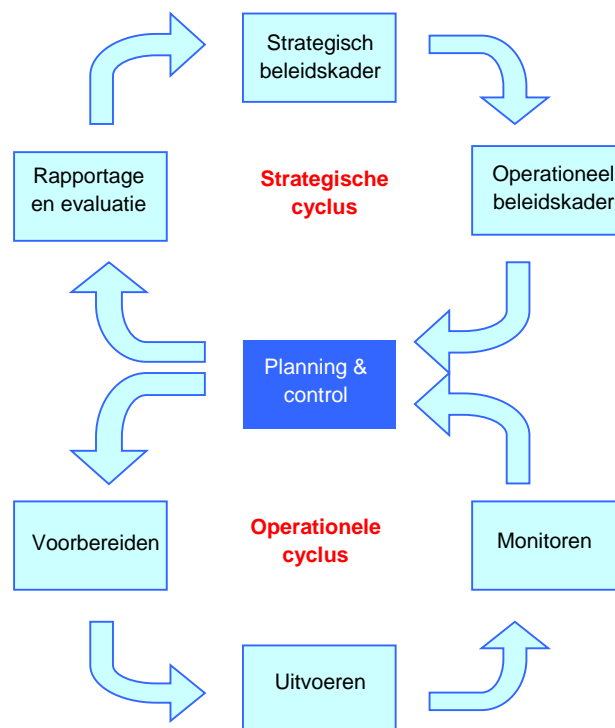 Strategisch
beleidskader
Rapportage
en evaluatie
Strategische
cyclus
Operationeel
beleidskader
Planning &
control
Voorbereiden
Operationele
cyclus
Monitoren
Uitvoeren